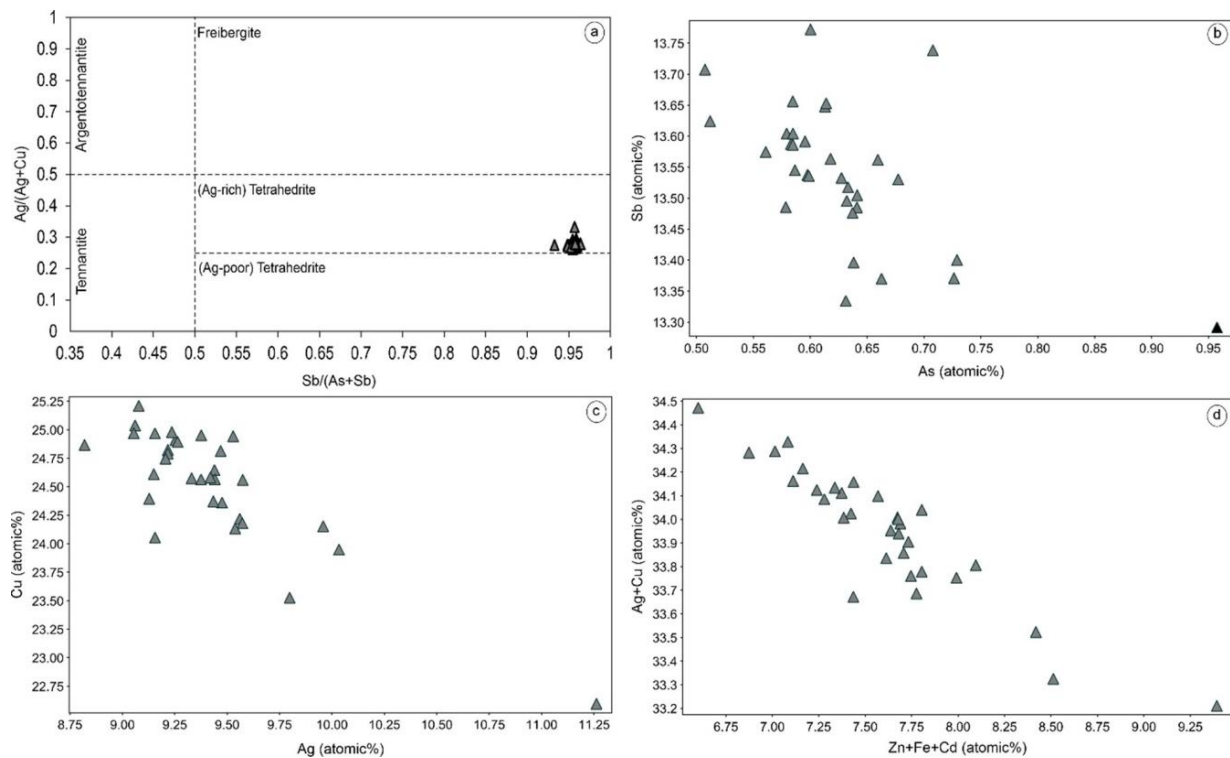 a
Ag/(Ag+Cu)
1
0.9
0.8
0.7
0.6
0.5
0.4
0.3
0.2
0.1
0
Argentotennantite
Freibergite
Tennantite
(Ag-rich) Tetrahedrite
(Ag-poor) Tetrahedrite
0.35 0.4 0.45 0.5 0.55 0.6 0.65 0.7 0.75 0.8 0.85 0.9 0.95 1
Sb/(As+Sb)
b
Sb (atomic%)
13.75
13.70
13.65
13.60
13.55
13.50
13.45
13.40
13.35
13.30
0.50 0.55 0.60 0.65 0.70 0.75 0.80 0.85 0.90 0.95
As (atomic%)
c
Cu (atomic%)
25.25
25.00
24.75
24.50
24.25
24.00
23.75
23.50
23.25
23.00
22.75
8.75 9.00 9.25 9.50 9.75 10.00 10.25 10.50 10.75 11.00 11.25
Ag (atomic%)
d
Ag+Cu (atomic%)
34.5
34.4
34.3
34.2
34.1
34.0
33.9
33.8
33.7
33.6
33.5
33.4
33.3
33.2
6.75 7.00 7.25 7.50 7.75 8.00 8.25 8.50 8.75 9.00 9.25
Zn+Fe+Cd (atomic%)